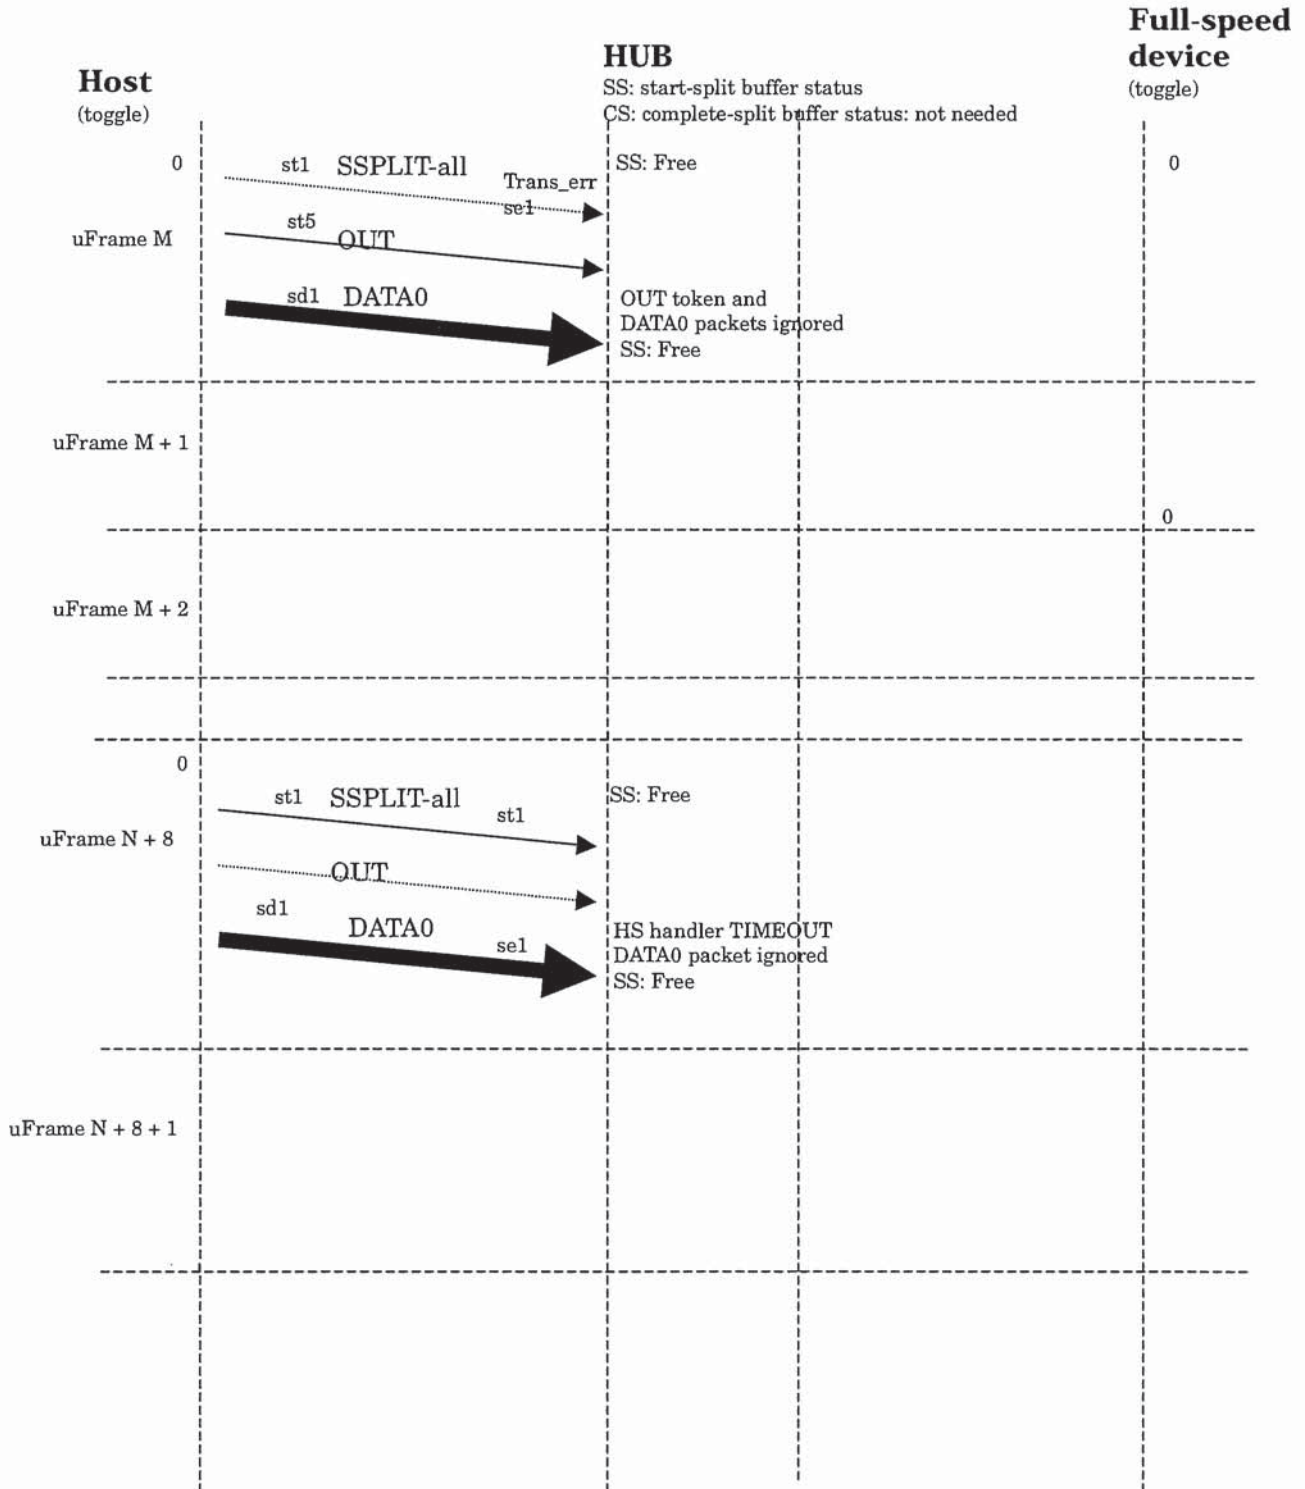 Full-speed
device
(toggle)
HUB
SS: start-split buffer status
CS: complete-split buffer status: not needed
Host
(toggle)
0
st1 SSPLIT-all
Trans_err
se1
SS: Free
0
uFrame M
st5 OUT
sd1 DATA0
OUT token and
DATA0 packets ignored
SS: Free
uFrame M + 1
0
uFrame M + 2
0
st1 SSPLIT-all
st1
SS: Free
uFrame N + 8
OUT
sd1
DATA0
se1
HS handler TIMEOUT
DATA0 packet ignored
SS: Free
uFrame N + 8 + 1